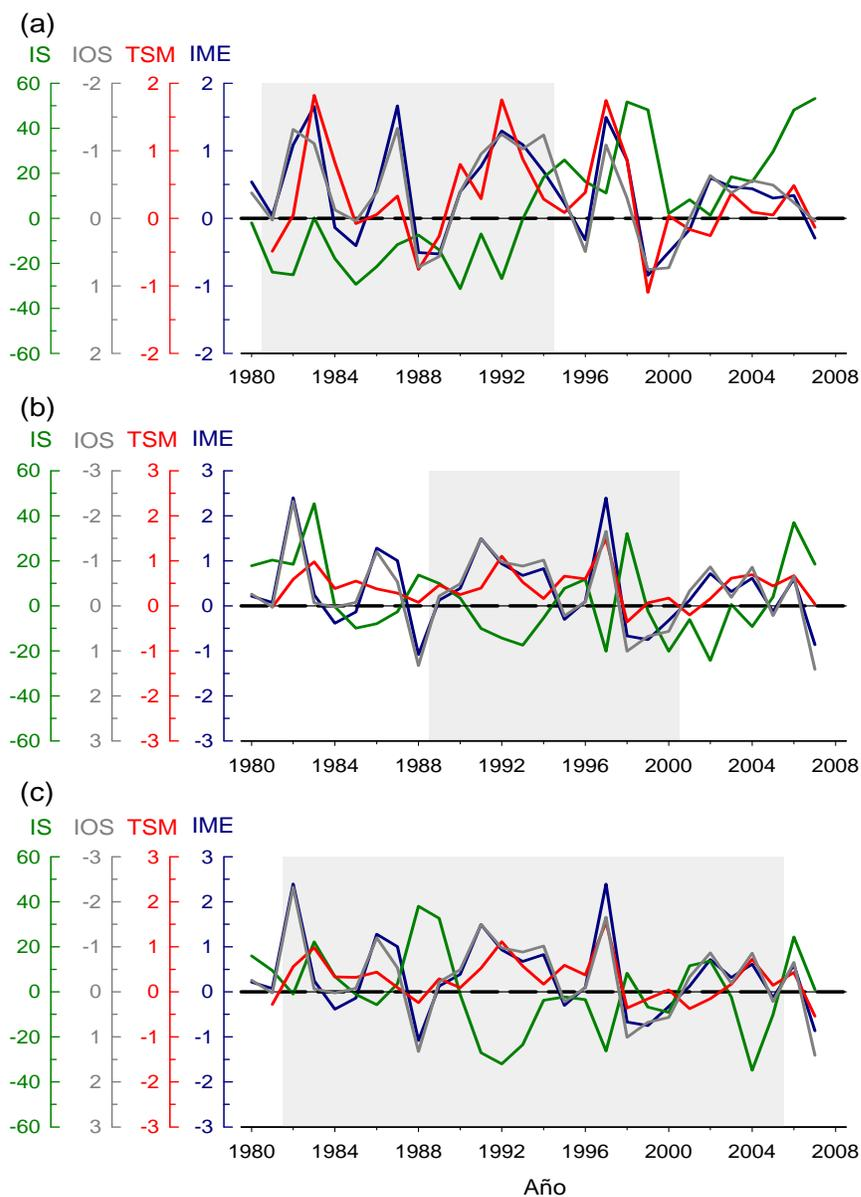 (a)
IS IOS TSM IME
60 -2 2 2
40
20 -1 1 1
0 0 0 0
-20
-40 1 -1 -1
-60 2 -2 -2
1980 1984 1988 1992 1996 2000 2004 2008
(b)
IS IOS TSM IME
60 -3 3 3
40 -2 2 2
20 -1 1 1
0 0 0 0
-20 1 -1 -1
-40 2 -2 -2
-60 3 -3 -3
1980 1984 1988 1992 1996 2000 2004 2008
(c)
IS IOS TSM IME
60 -3 3 3
40 -2 2 2
20 -1 1 1
0 0 0 0
-20 1 -1 -1
-40 2 -2 -2
-60 3 -3 -3
1980 1984 1988 1992 1996 2000 2004 2008
Año